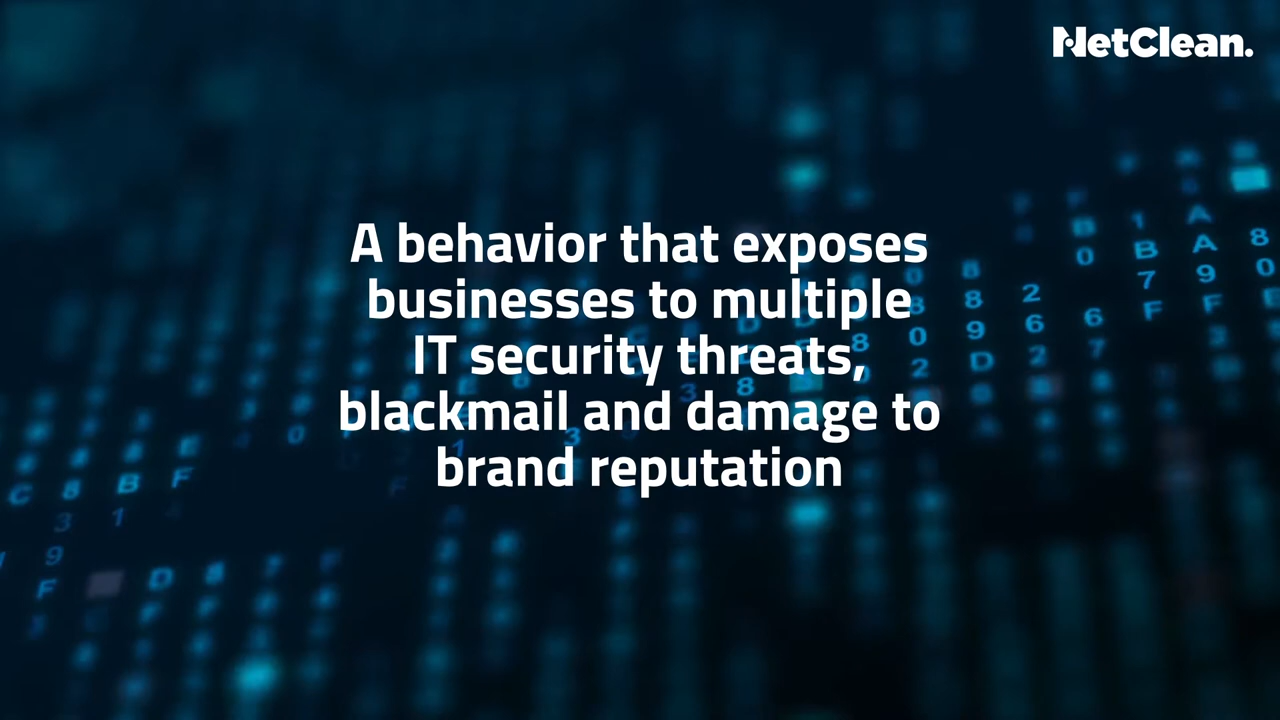 NetClean.
A behavior that exposes
businesses to multiple
IT security threats,
blackmail and damage to
brand reputation